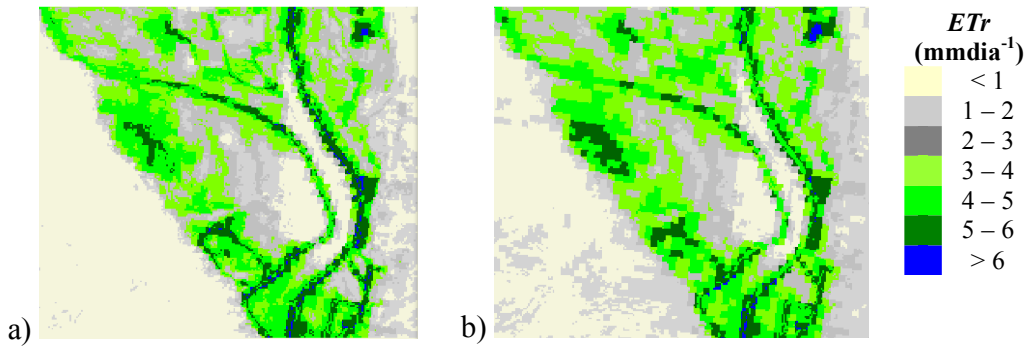 ETr
(mmdia-1)
< 1
1 – 2
2 – 3
3 – 4
4 – 5
5 – 6
> 6
a)
b)